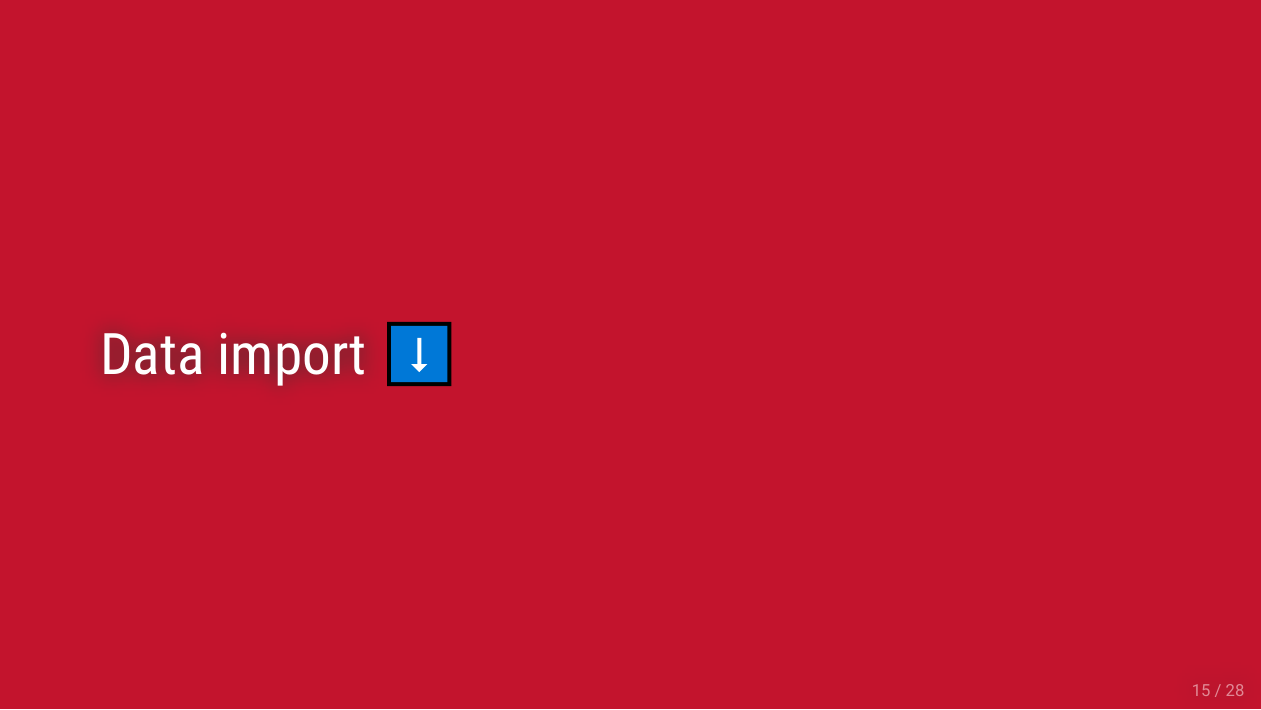 Data import ⬇
15 / 28